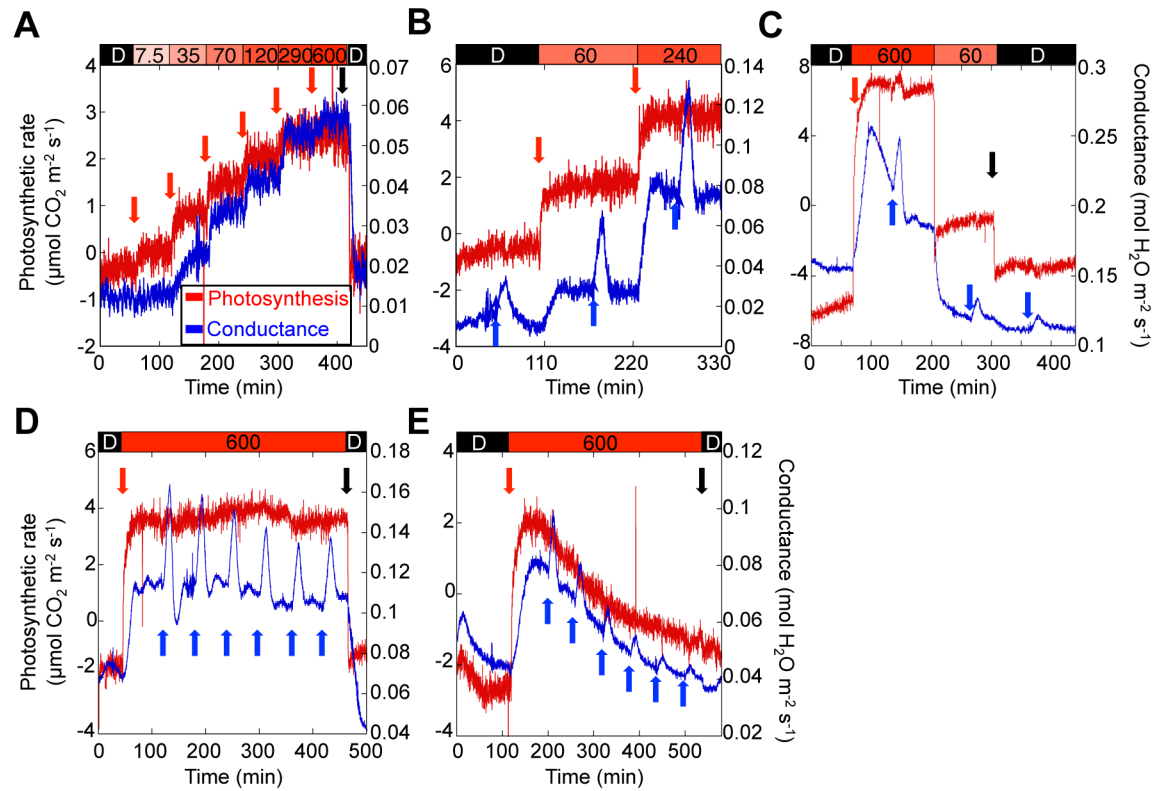 A
D 7.5 35 70 120 290 600 D
4
3
2
1
0
-1
-2
0.07
0.06
0.05
0.04
0.03
0.02
0.01
0
Photosynthetic rate
(µmol CO2 m-2 s-1)
Photosynthesis
Conductance
0 100 200 300 400
Time (min)
B
D 60 240
6
4
2
0
-2
-4
0.14
0.12
0.10
0.08
0.06
0.04
0.02
0
0 110 220 330
Time (min)
C
D 600 60 D
8
4
0
-4
-8
0.3
0.25
0.2
0.15
0.1
Conductance (mol H2O m-2 s-1)
0 100 200 300 400
Time (min)
D
D 600 D
6
4
2
0
-2
-4
0.18
0.16
0.14
0.12
0.10
0.08
0.06
0.04
Photosynthetic rate
(µmol CO2 m-2 s-1)
0 100 200 300 400 500
Time (min)
E
D 600 D
4
2
0
-2
-4
0.12
0.1
0.08
0.06
0.04
0.02
Conductance (mol H2O m-2 s-1)
0 100 200 300 400 500
Time (min)